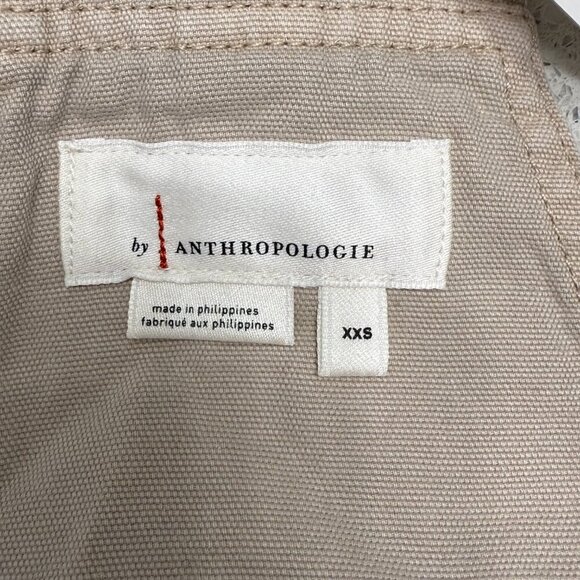 by ANTHROPOLOGIE
made in philippines
fabriqué aux philippines
XXS